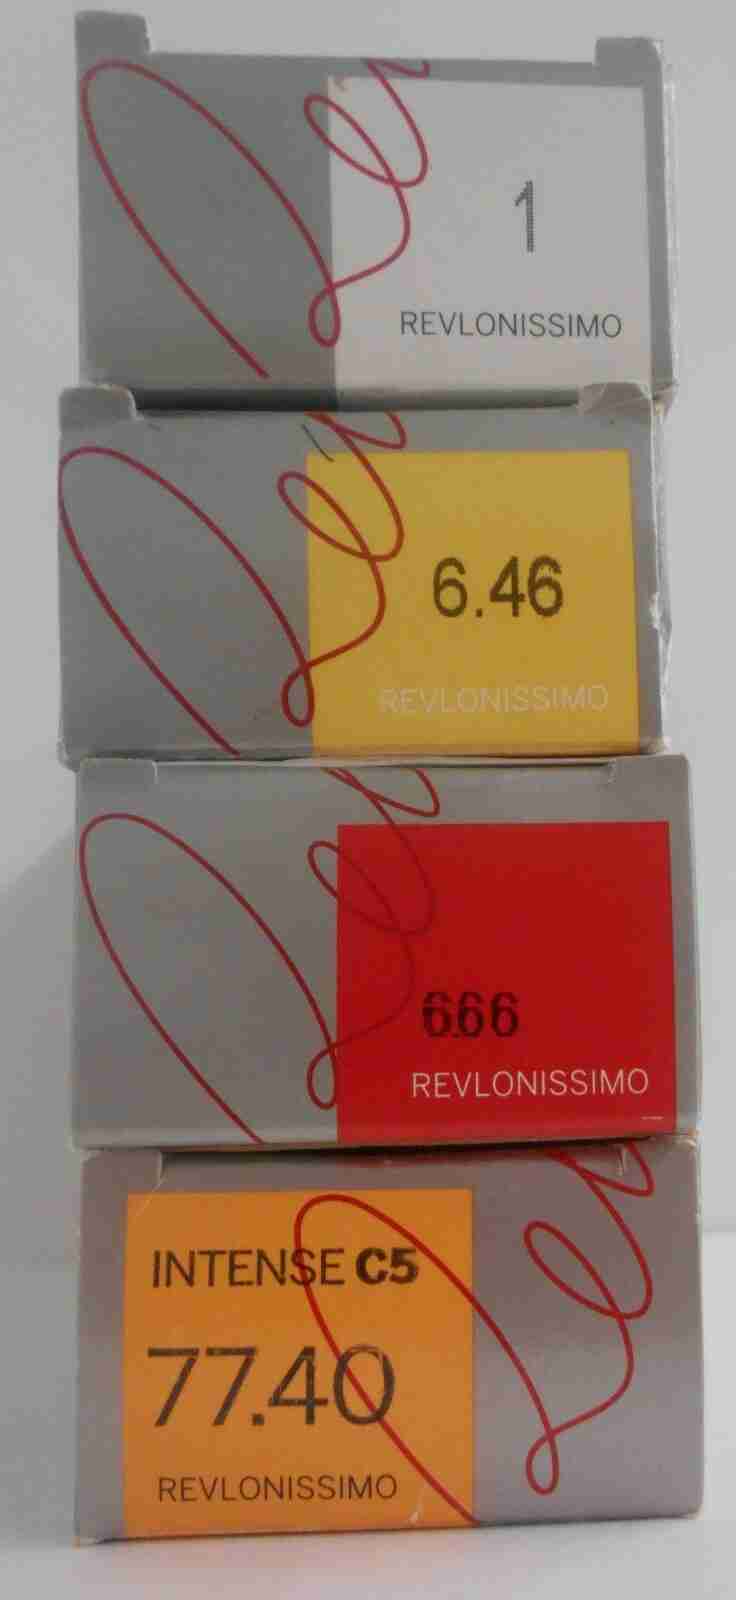 1
REVLONISSIMO
6.46
REVLONISSIMO
6.66
REVLONISSIMO
INTENSE C5
77.40
REVLONISSIMO